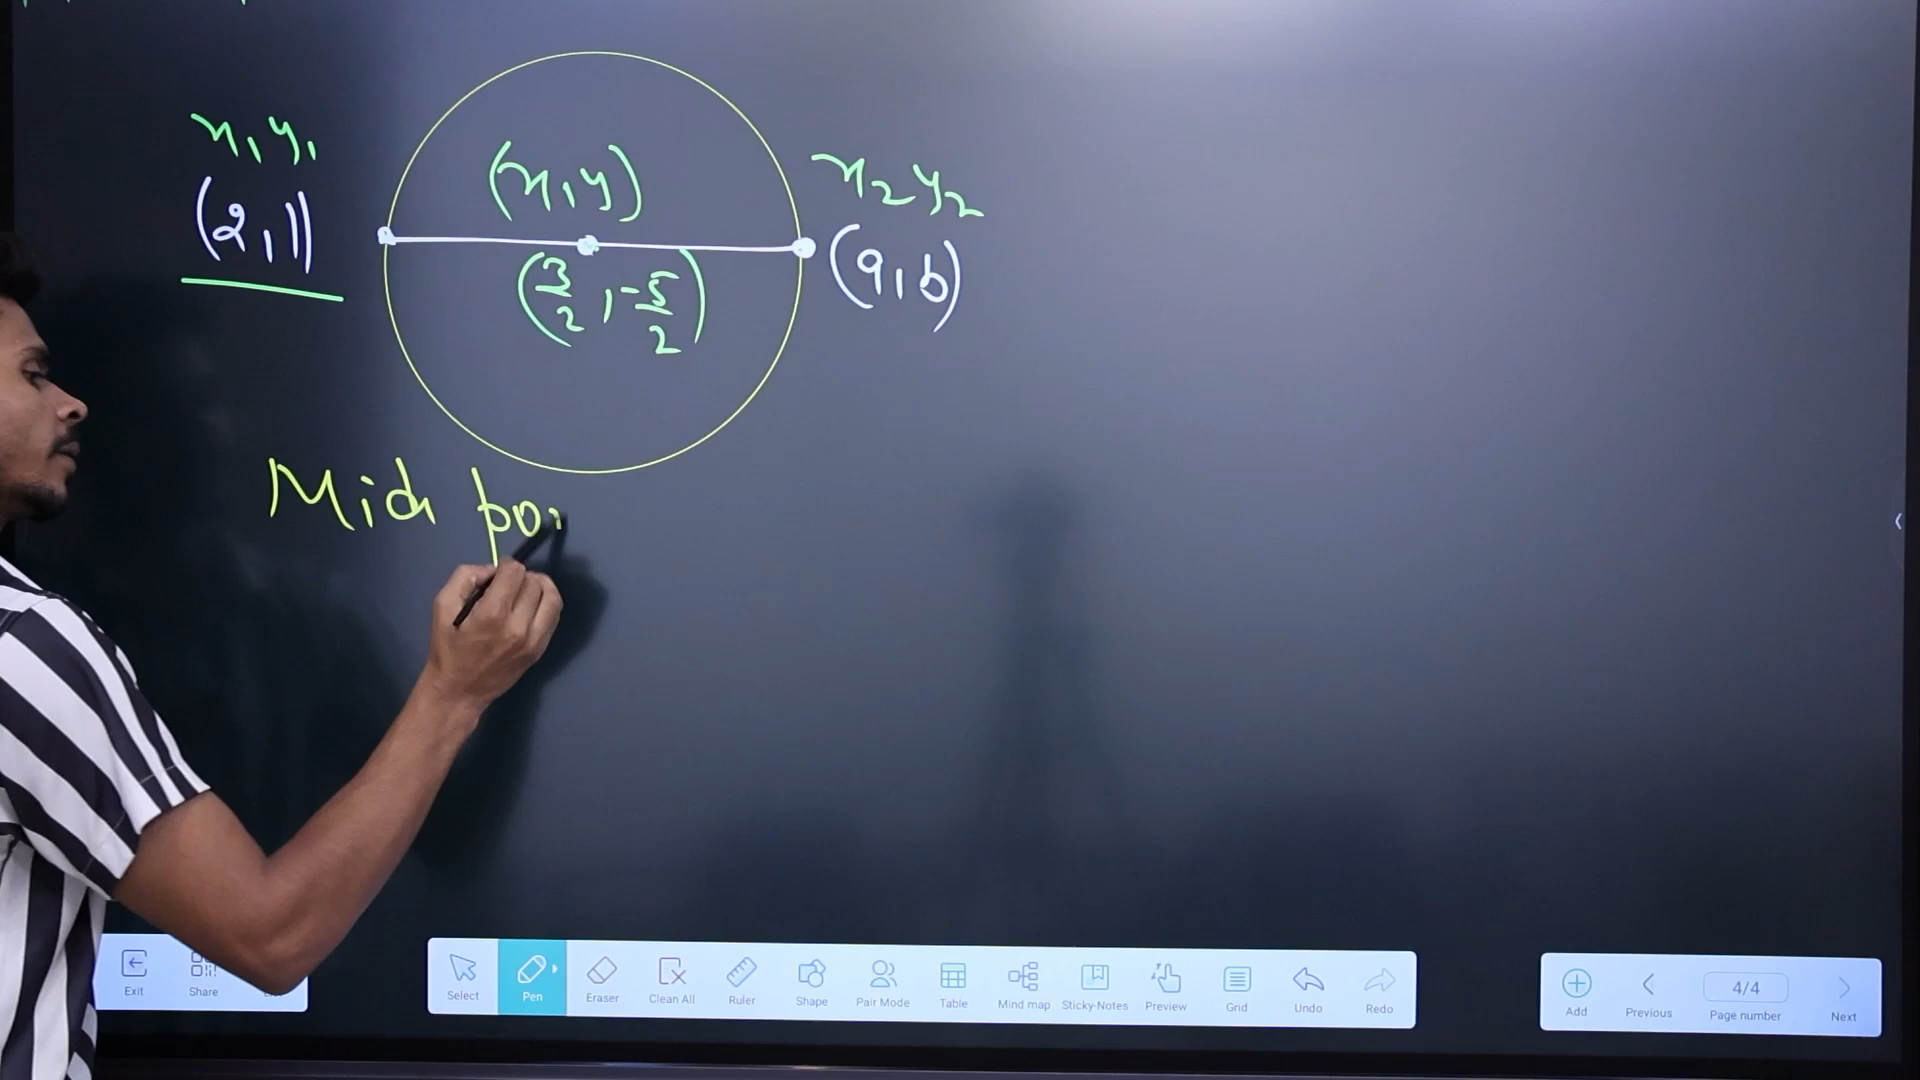 x₁ y₁
(2,1)
(x,y)
(3/2, -5/2)
x₂ y₂
(a,b)
Mid poi
Exit
Share
Select
Pen
Eraser
Clean All
Ruler
Shape
Pair Mode
Table
Mind map
Sticky-Notes
Preview
Grid
Undo
Redo
Add
Previous
4/4
Page number
Next